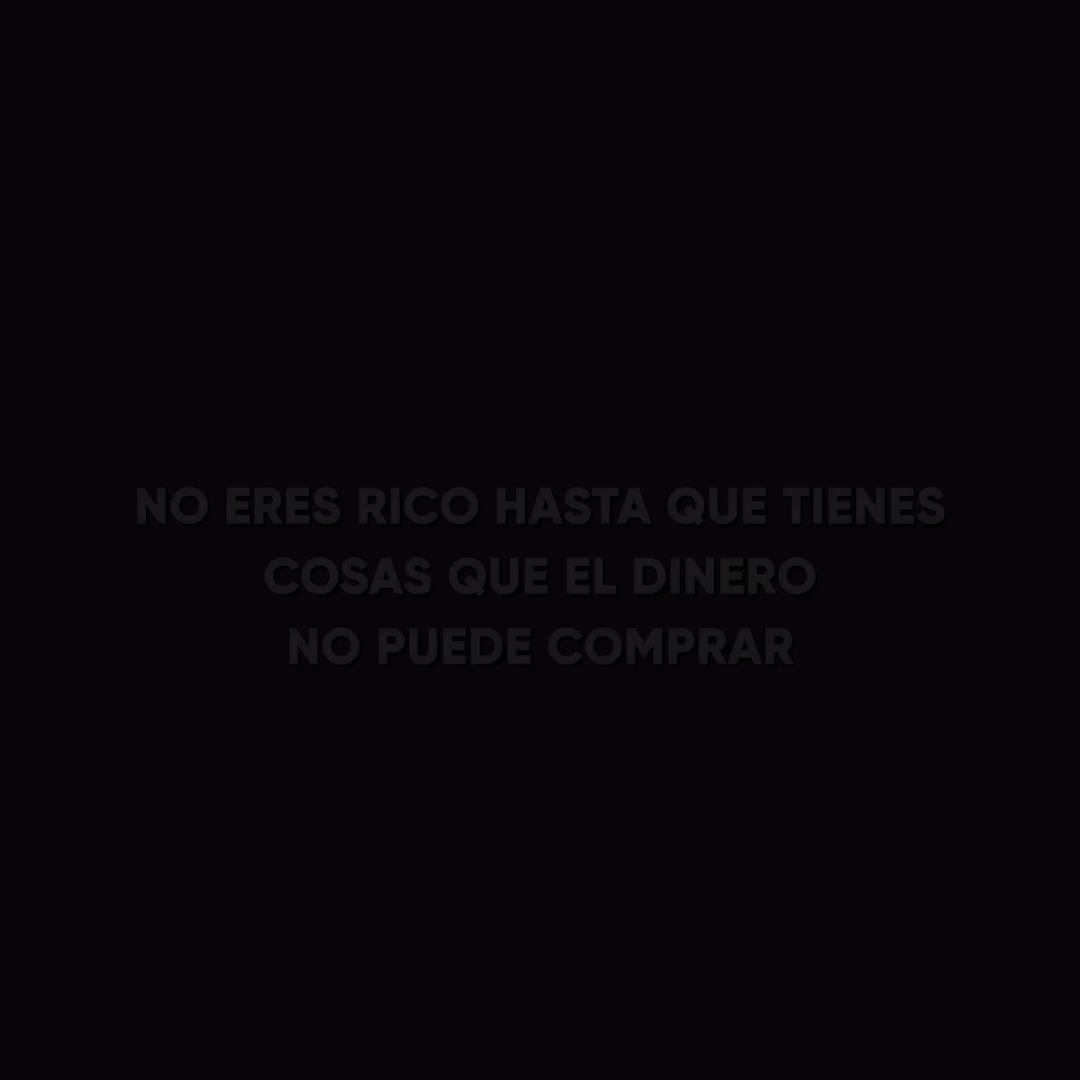 NO ERES RICO HASTA QUE TIENES
COSAS QUE EL DINERO
NO PUEDE COMPRAR